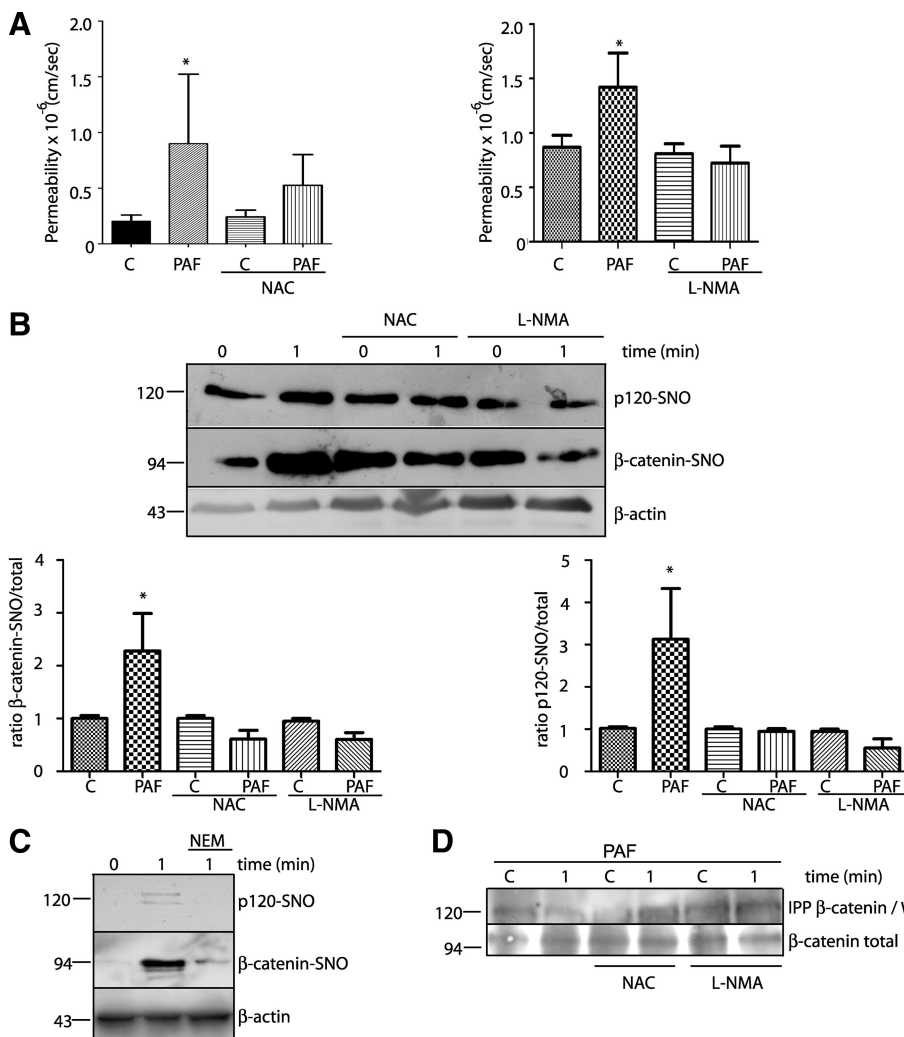 A
Permeability x 10-6(cm/sec)
2.0
1.5
1.0
0.5
0
*
C PAF C PAF
NAC
Permeability x 10-6(cm/sec)
2.0
1.5
1.0
0.5
0
*
C PAF C PAF
L-NMA
B
NAC L-NMA
0 1 0 1 0 1 time (min)
120 p120-SNO
94 β-catenin-SNO
43 β-actin
ratio β-catenin-SNO/total
4
3
2
1
0
*
C PAF C PAF C PAF
NAC L-NMA
ratio p120-SNO/total
5
4
3
2
1
0
*
C PAF C PAF C PAF
NAC L-NMA
C
NEM
0 1 1 time (min)
120 p120-SNO
94 β-catenin-SNO
43 β-actin
D
PAF
C 1 C 1 C 1 time (min)
120 IPP β-catenin /
94 β-catenin total
NAC L-NMA